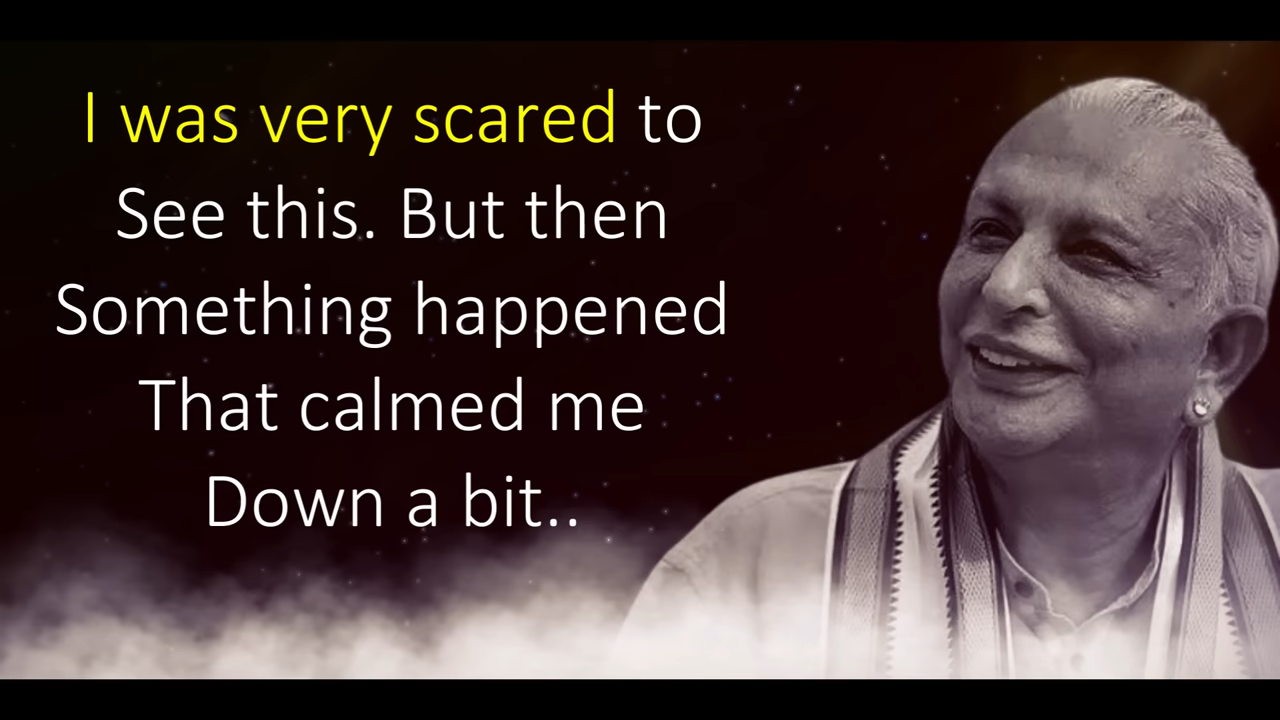 I was very scared to
See this. But then
Something happened
That calmed me
Down a bit..